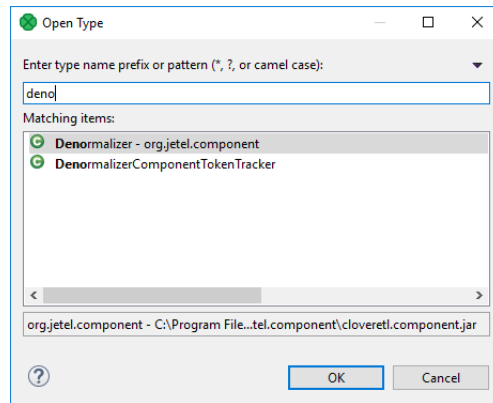 Open Type
Enter type name prefix or pattern (*, ?, or camel case):
deno
Matching items:
Denormalizer - org.jetel.component
DenormalizerComponentTokenTracker
org.jetel.component - C:\Program File...tel.component\cloveretl.component.jar
OK Cancel